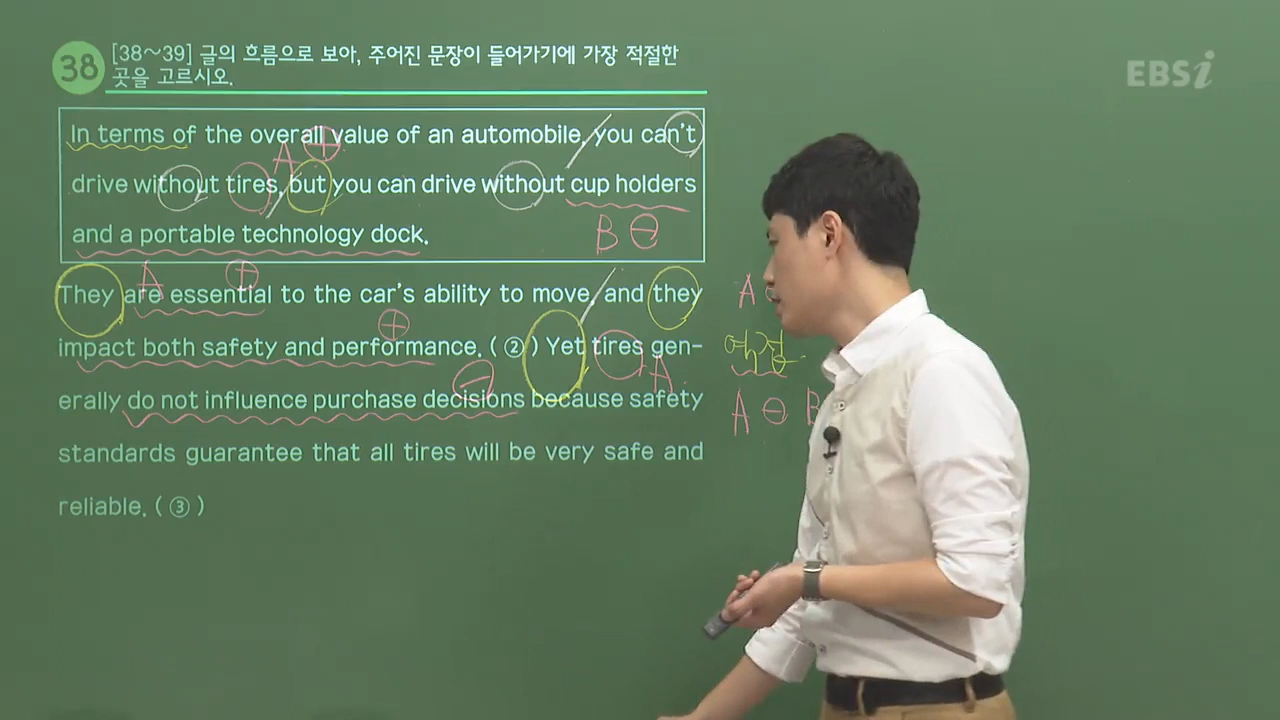 38
[38～39] 글의 흐름으로 보아, 주어진 문장이 들어가기에 가장 적절한
곳을 고르시오.
EBSi
In terms of the overall value of an automobile, you can't
drive without tires, but you can drive without cup holders
and a portable technology dock.
A ⊕
B ⊖
A ⊕
They are essential to the car's ability to move, and they
A
⊕
impact both safety and performance. ( ② ) Yet tires gen-
A
⊖
erally do not influence purchase decisions because safety
A ⊖ B
standards guarantee that all tires will be very safe and
reliable. ( ③ )